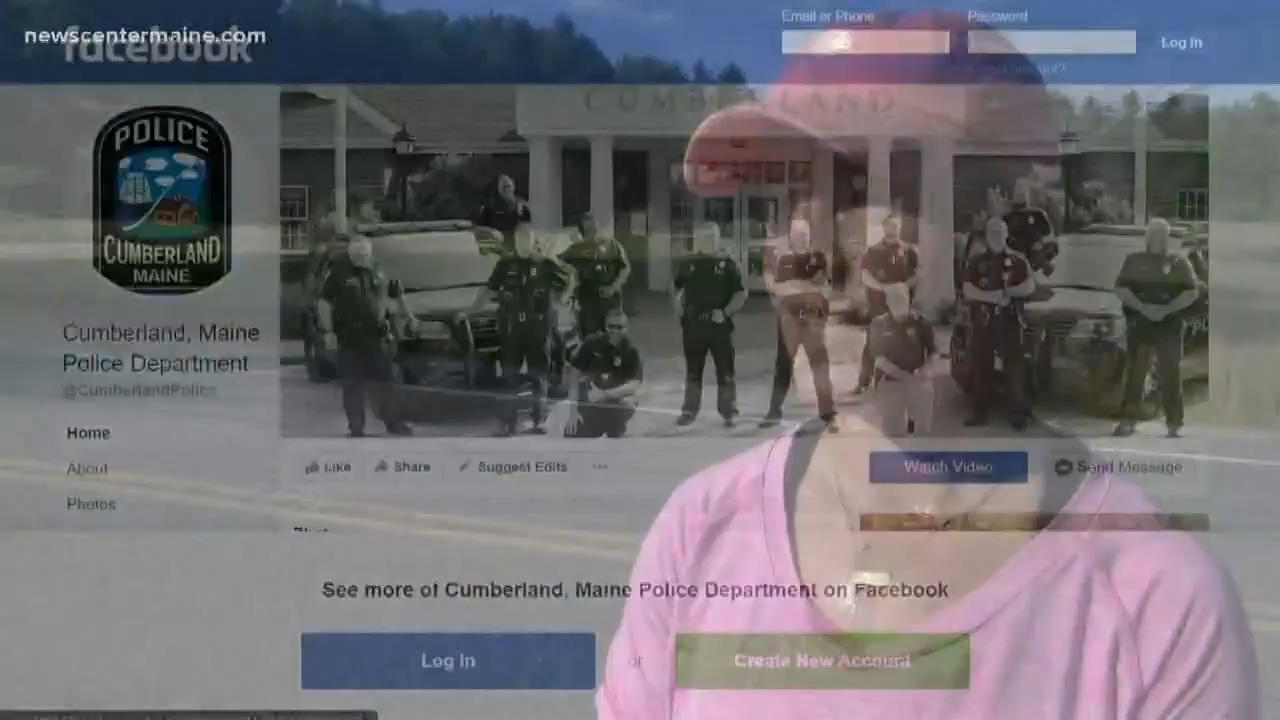 newscentermaine.com
facebook
Email or Phone
Password
Log In
POLICE
CUMBERLAND
MAINE
CUMBERLAND
Cumberland, Maine
Police Department
@CumberlandPolice
Home
About
Photos
Like
Share
Suggest Edits
Watch Video
Send Message
See more of Cumberland, Maine Police Department on Facebook
Log In
or
Create New Account